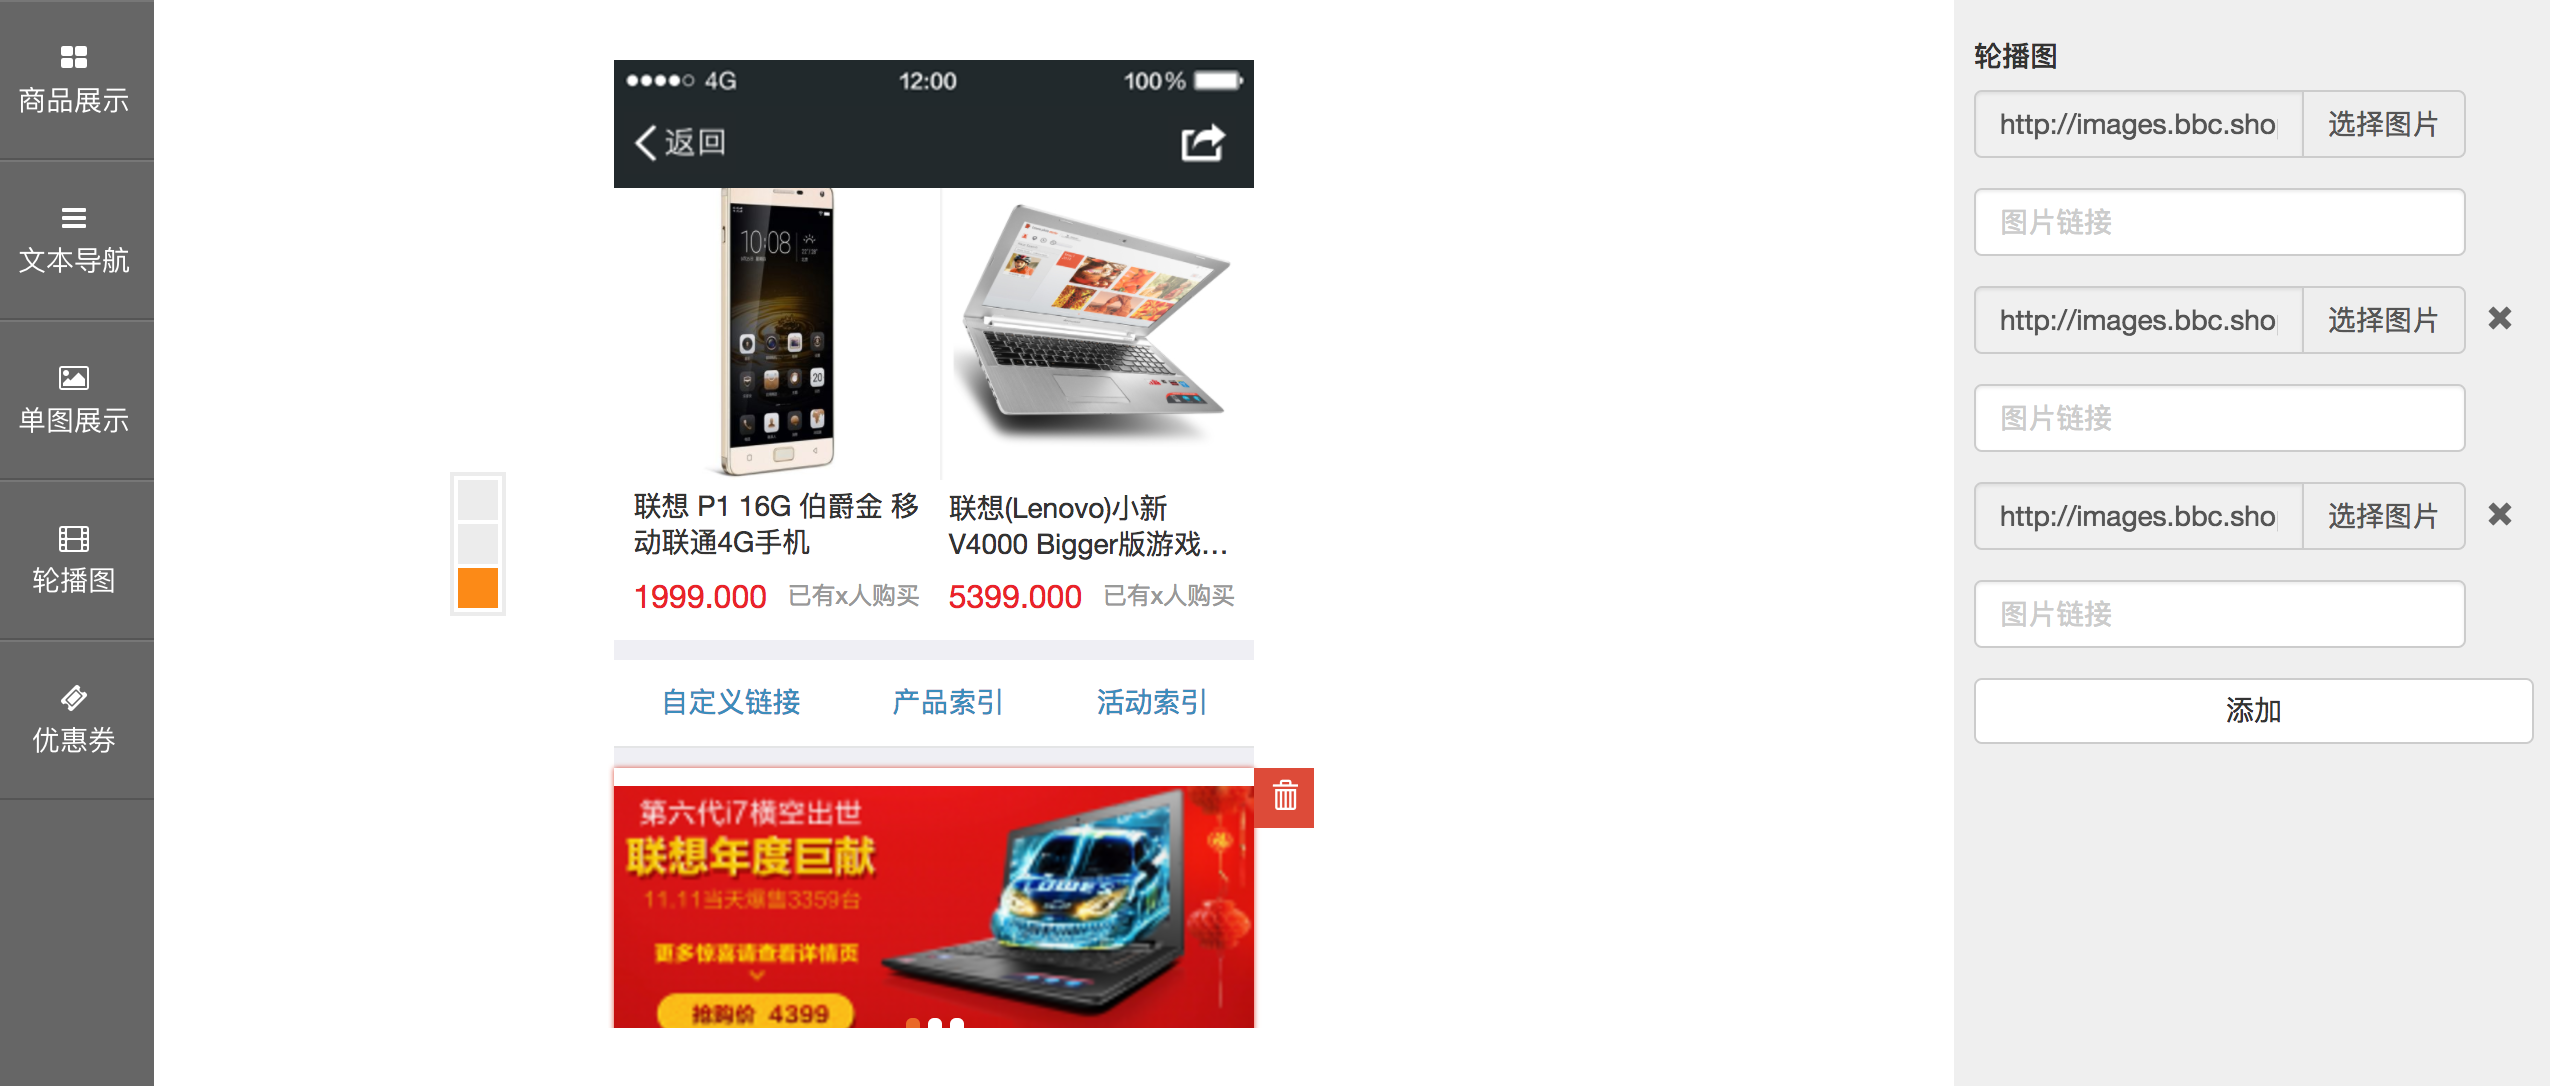 商品展示
文本导航
单图展示
轮播图
优惠券
4G
12:00
100%
返回
10:08
20
联想 P1 16G 伯爵金 移
动联通4G手机
1999.000
已有x人购买
联想(Lenovo)小新
V4000 Bigger版游戏...
5399.000
已有x人购买
自定义链接
产品索引
活动索引
第六代i7横空出世
联想年度巨献
11.11当天爆售3359台
更多惊喜请查看详情页
抢购价 4399
LOWE'S
轮播图
http://images.bbc.sho
选择图片
图片链接
http://images.bbc.sho
选择图片
图片链接
http://images.bbc.sho
选择图片
图片链接
添加